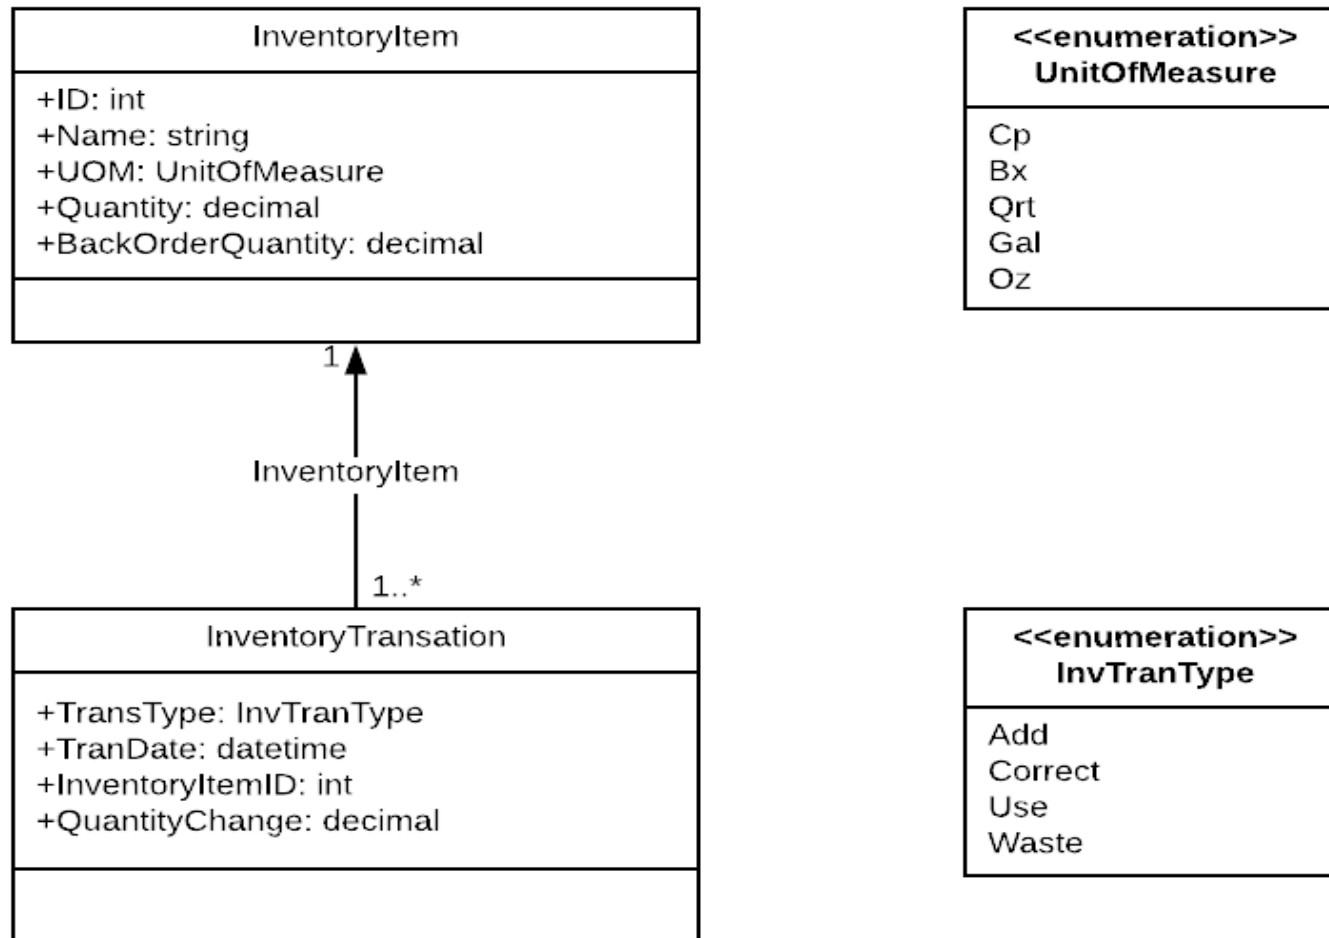 InventoryItem
+ID: int
+Name: string
+UOM: UnitOfMeasure
+Quantity: decimal
+BackOrderQuantity: decimal
<<enumeration>>
UnitOfMeasure
Cp
Bx
Qrt
Gal
Oz
1
InventoryItem
1..*
InventoryTransation
+TransType: InvTranType
+TranDate: datetime
+InventoryItemID: int
+QuantityChange: decimal
<<enumeration>>
InvTranType
Add
Correct
Use
Waste